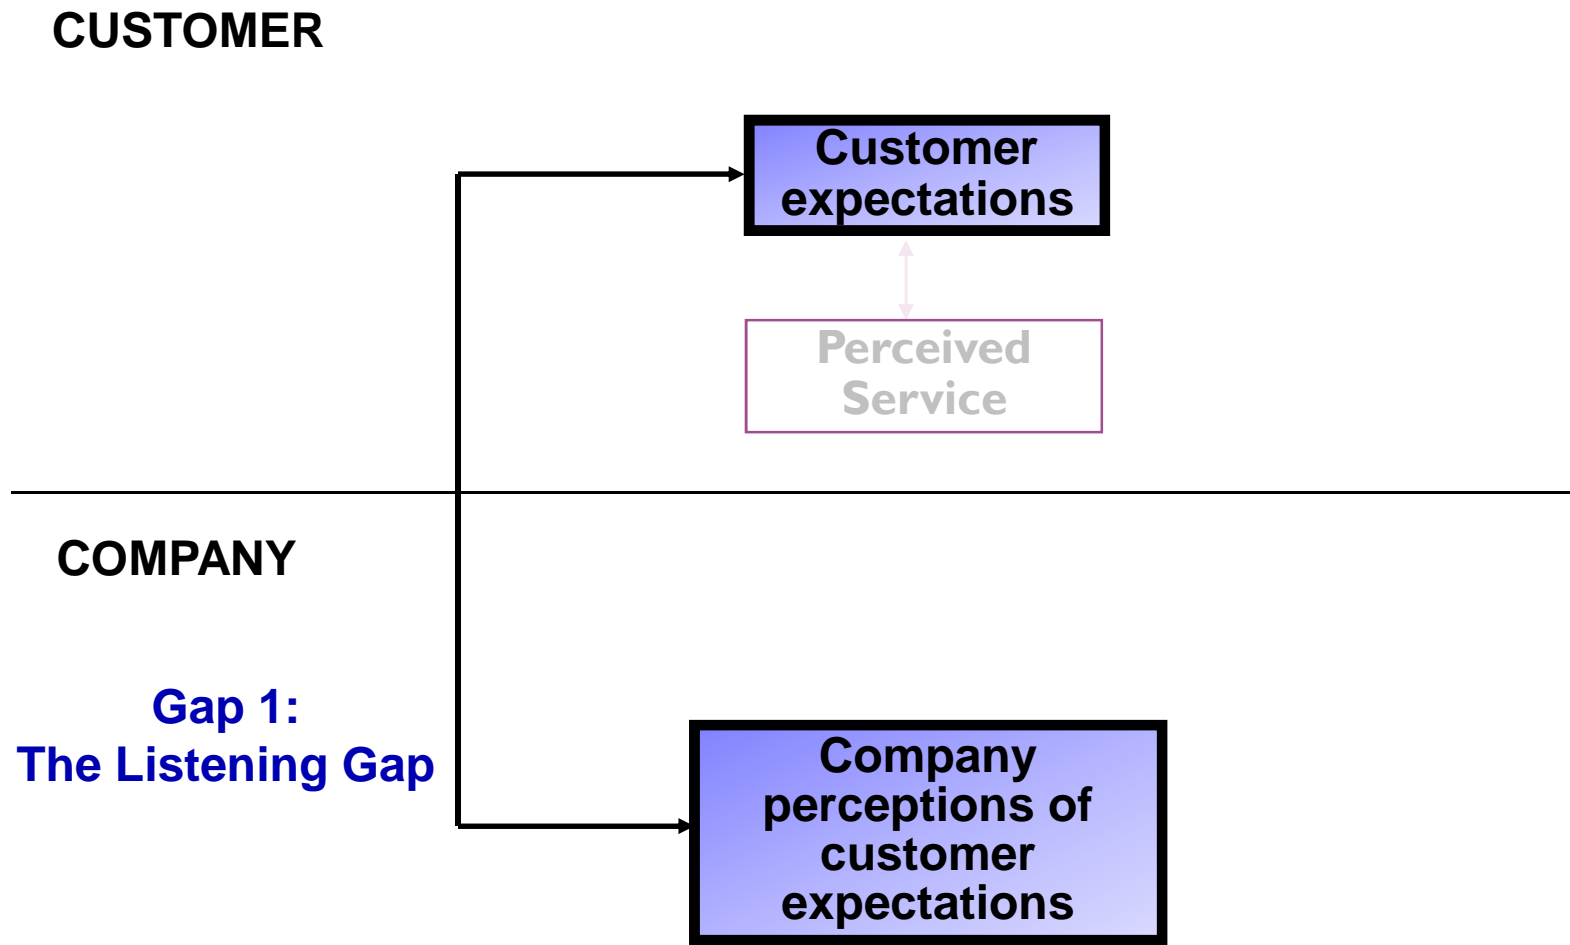 CUSTOMER
Customer
expectations
Perceived
Service
COMPANY
Gap 1:
The Listening Gap
Company
perceptions of
customer
expectations